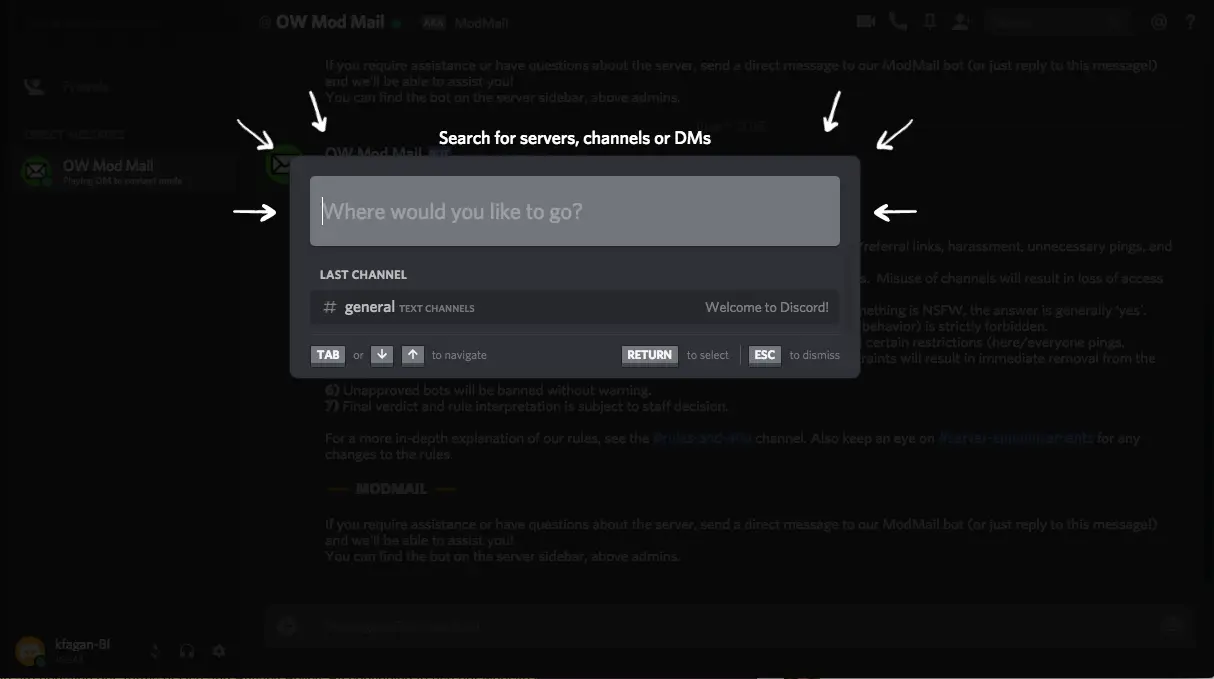 @ OW Mod Mail AKA ModMail
If you require assistance or have questions about the server, send a direct message to our ModMail bot (or just reply to this message!)
and we'll be able to assist you!
You can find the bot on the server sidebar, above admins.
Search for servers, channels or DMs
Friends
DIRECT MESSAGES
OW Mod Mail
Playing DM to contact mods
OW Mod Mail BOT
Where would you like to go?
/referral links, harassment, unnecessary pings, and
LAST CHANNEL
s. Misuse of channels will result in loss of access
# general TEXT CHANNELS Welcome to Discord!
nething is NSFW, the answer is generally 'yes'.
behavior) is strictly forbidden.
certain restrictions (here/everyone pings,
TAB or ↓ ↑ to navigate RETURN to select ESC to dismiss
raints will result in immediate removal from the
6) Unapproved bots will be banned without warning.
7) Final verdict and rule interpretation is subject to staff decision.
For a more in-depth explanation of our rules, see the #rules-and-info channel. Also keep an eye on #server-announcements for any
changes to the rules
MODMAIL
If you require assistance or have questions about the server, send a direct message to our ModMail bot (or just reply to this message!)
and we'll be able to assist you!
You can find the bot on the server sidebar, above admins.
kfagan-BI